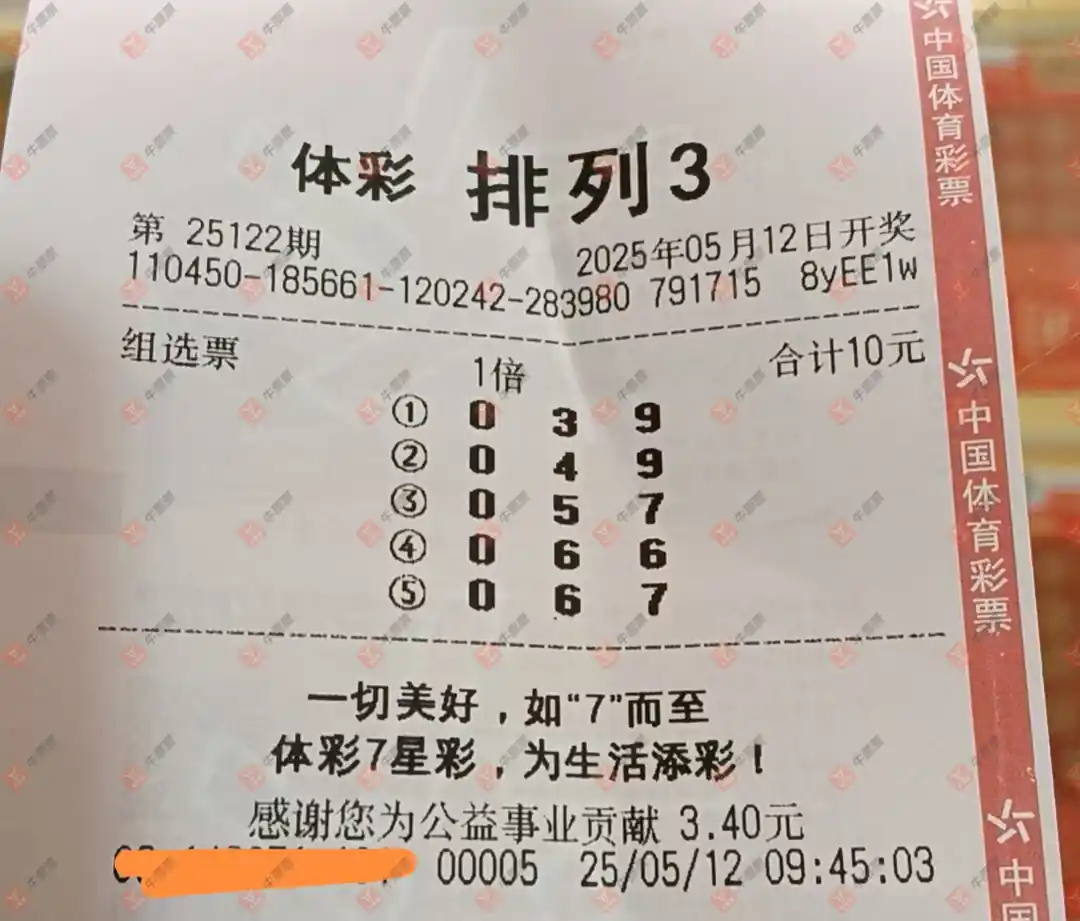 体彩 排列3
第 25122期 2025年05月12日开奖
110450-185661-120242-283980 791715 8yEE1w
组选票 1倍 合计10元
① 0 3 9
② 0 4 9
③ 0 5 7
④ 0 6 6
⑤ 0 6 7
一切美好，如“7”而至
体彩7星彩，为生活添彩！
感谢您为公益事业贡献 3.40元
00005 25/05/12 09:45:03
中国体育彩票
中国体育彩票
中国